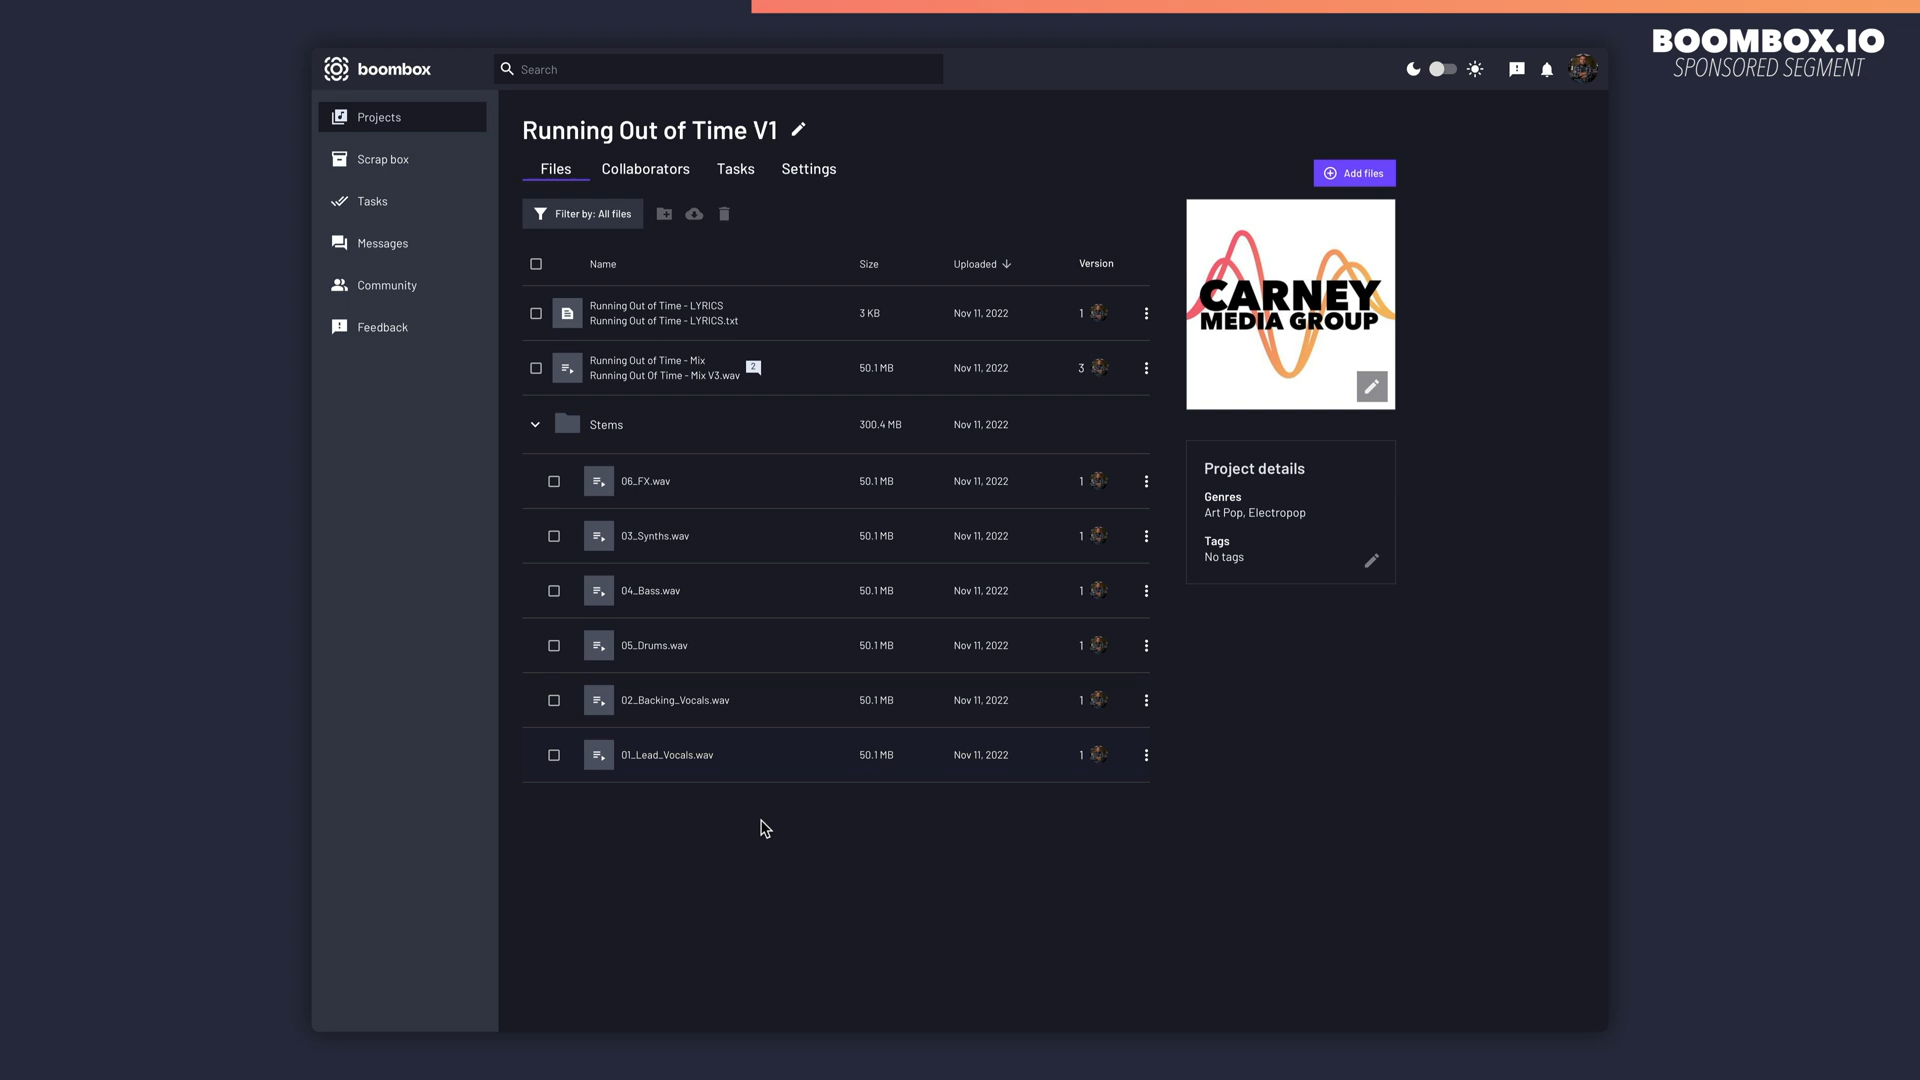 BOOMBOX.IO
SPONSORED SEGMENT
boombox
Search
Projects
Scrap box
Tasks
Messages
Community
Feedback
Running Out of Time V1
Files Collaborators Tasks Settings
Add files
Filter by: All files
Name Size Uploaded Version
Running Out of Time - LYRICS
Running Out of Time - LYRICS.txt
3 KB Nov 11, 2022 1
Running Out of Time - Mix
Running Out Of Time - Mix V3.wav
2
50.1 MB Nov 11, 2022 3
Stems 300.4 MB Nov 11, 2022
06_FX.wav 50.1 MB Nov 11, 2022 1
03_Synths.wav 50.1 MB Nov 11, 2022 1
04_Bass.wav 50.1 MB Nov 11, 2022 1
05_Drums.wav 50.1 MB Nov 11, 2022 1
02_Backing_Vocals.wav 50.1 MB Nov 11, 2022 1
01_Lead_Vocals.wav 50.1 MB Nov 11, 2022 1
CARNEY
MEDIA GROUP
Project details
Genres
Art Pop, Electropop
Tags
No tags